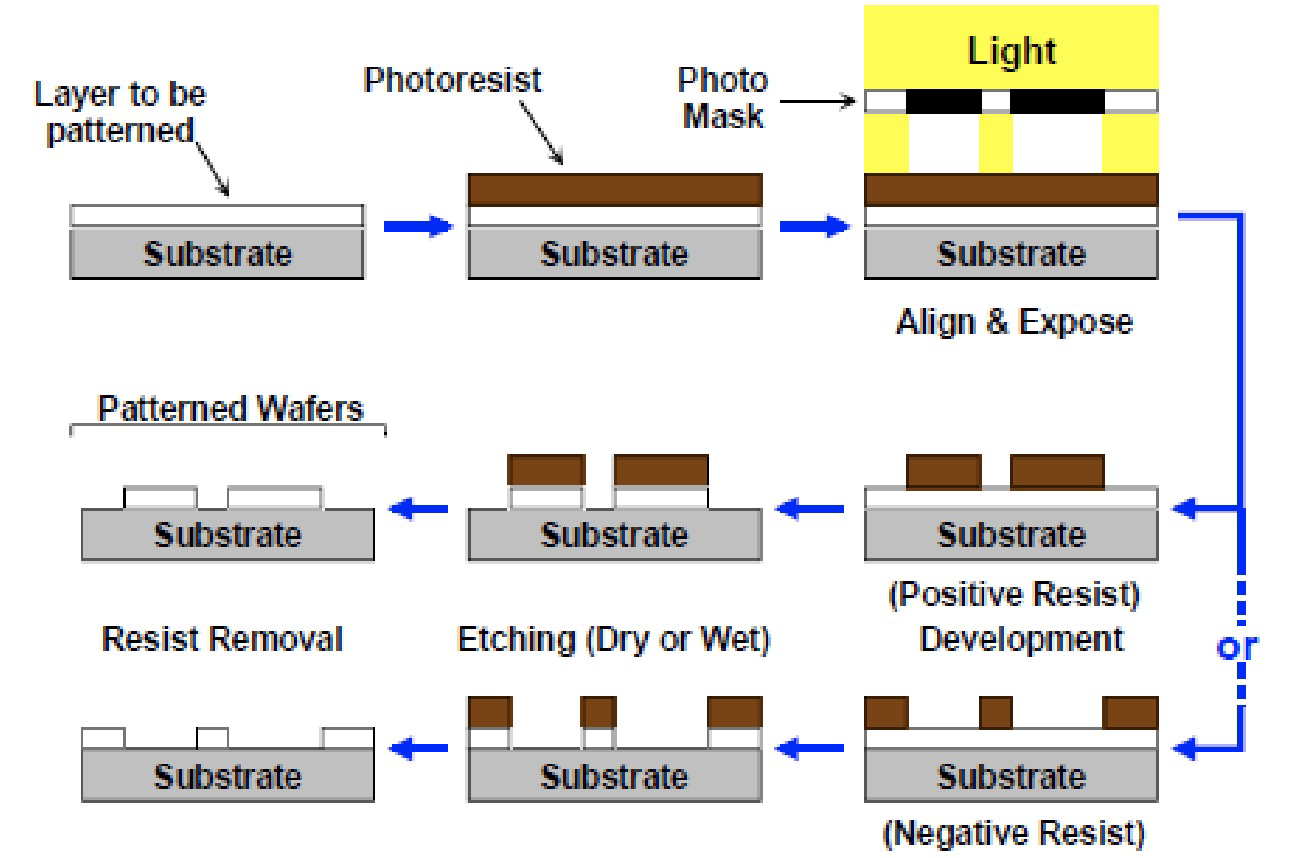 Light
Layer to be
patterned
Photoresist
Photo
Mask
Substrate
Substrate
Substrate
Align & Expose
Patterned Wafers
Substrate
Substrate
Substrate
(Positive Resist)
Resist Removal
Etching (Dry or Wet)
Development
or
Substrate
Substrate
Substrate
(Negative Resist)